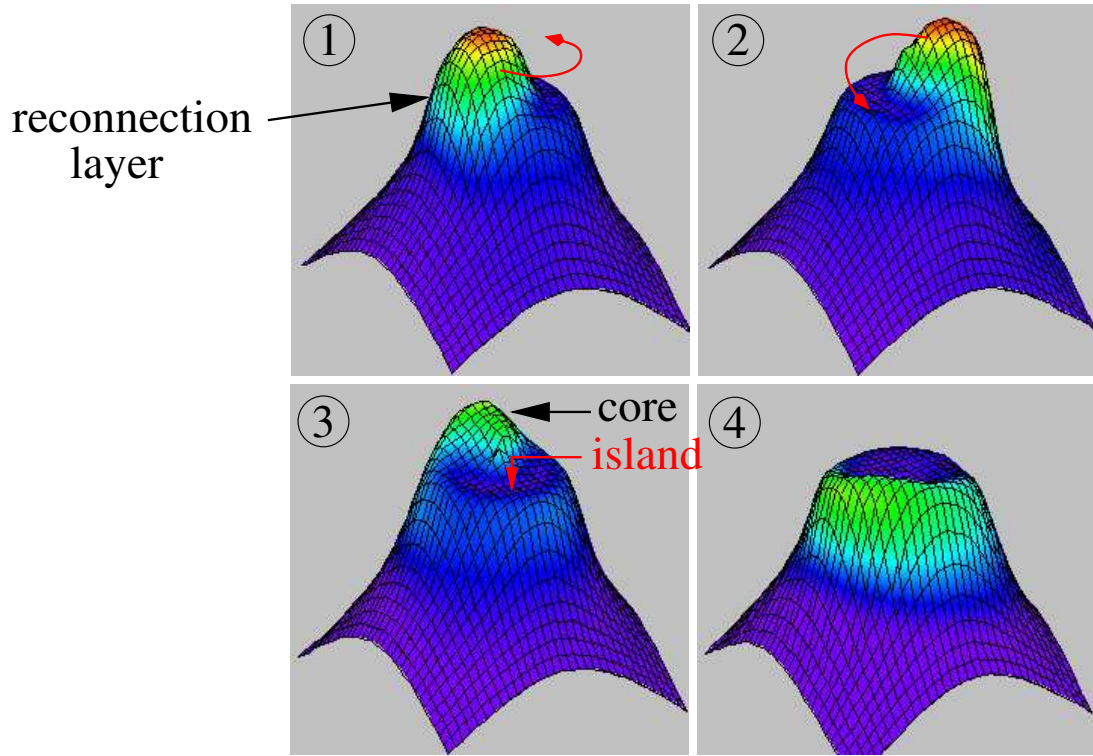 ①
②
reconnection
layer
③
core
island
④